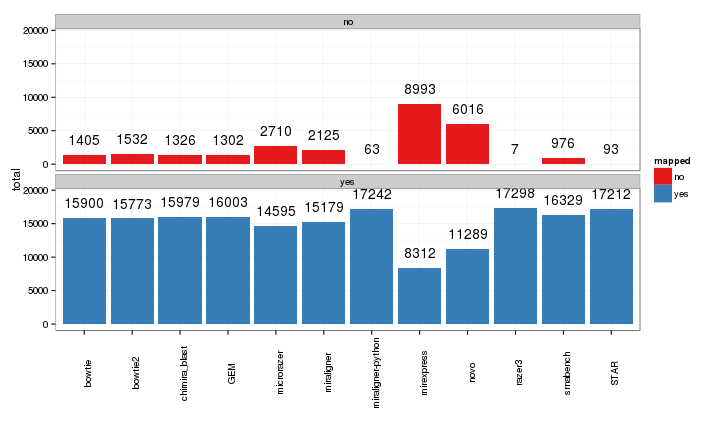 no
20000
15000
10000
5000
0
1405 1532 1326 1302 2710 2125 63 8993 6016 7 976 93
yes
20000
15000
10000
5000
0
15900 15773 15979 16003 14595 15179 17242 8312 11289 17298 16329 17212
total
bowtie bowtie2 chimira_blast GEM microrazer miraligner miraligner-python mirexpress novo razer3 srnabench STAR
mapped
no
yes